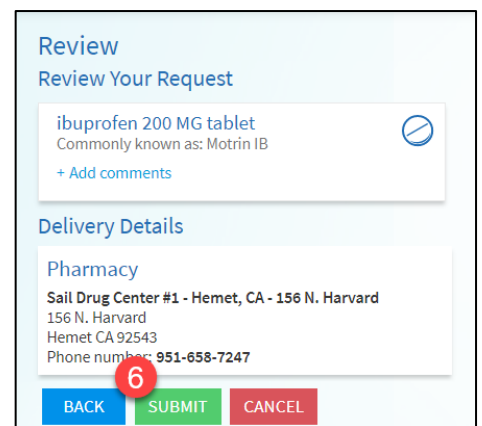 Review
Review Your Request
ibuprofen 200 MG tablet
Commonly known as: Motrin IB
+ Add comments
Delivery Details
Pharmacy
Sail Drug Center #1 - Hemet, CA - 156 N. Harvard
156 N. Harvard
Hemet CA 92543
Phone number: 951-658-7247
6
BACK SUBMIT CANCEL